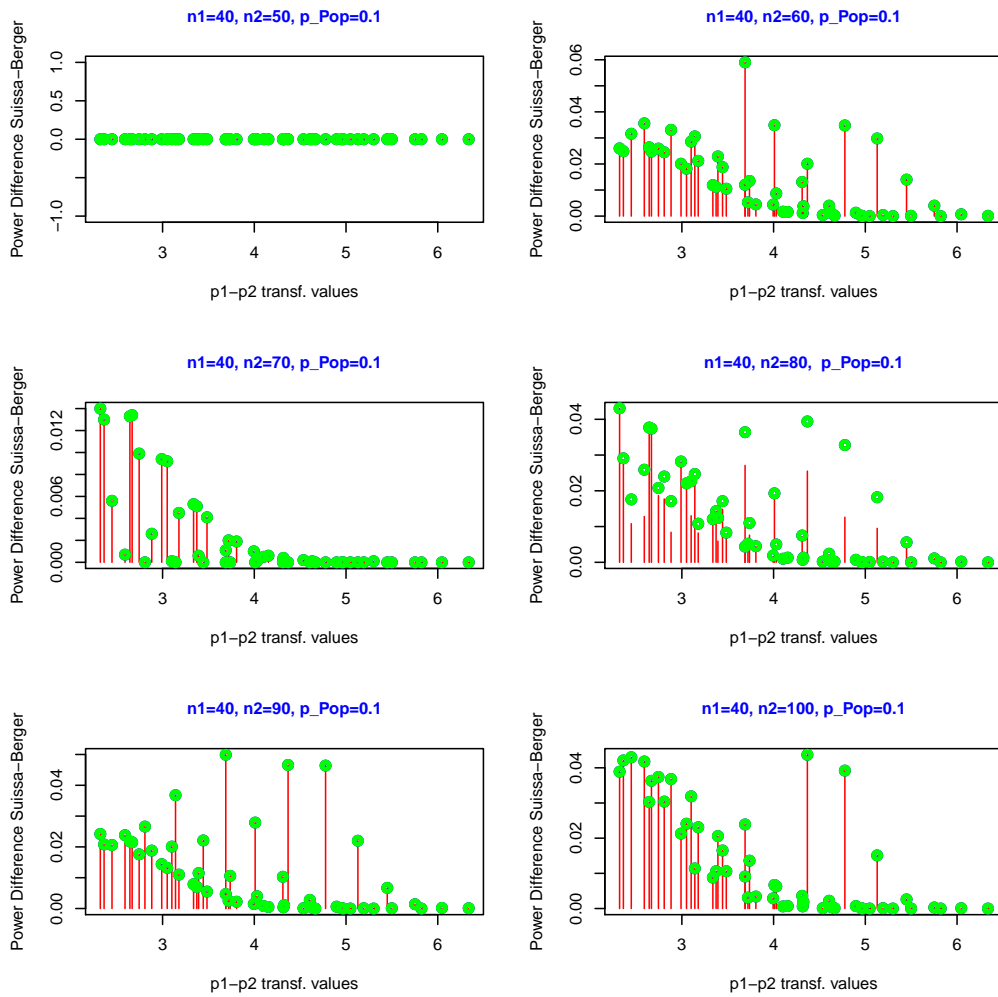 n1=40, n2=50, p_Pop=0.1
Power Difference Suissa−Berger
−1.0 0.0 0.5 1.0
3 4 5 6
p1−p2 transf. values
n1=40, n2=60, p_Pop=0.1
Power Difference Suissa−Berger
0.00 0.02 0.04 0.06
3 4 5 6
p1−p2 transf. values
n1=40, n2=70, p_Pop=0.1
Power Difference Suissa−Berger
0.000 0.006 0.012
3 4 5 6
p1−p2 transf. values
n1=40, n2=80, p_Pop=0.1
Power Difference Suissa−Berger
0.00 0.02 0.04
3 4 5 6
p1−p2 transf. values
n1=40, n2=90, p_Pop=0.1
Power Difference Suissa−Berger
0.00 0.02 0.04
3 4 5 6
p1−p2 transf. values
n1=40, n2=100, p_Pop=0.1
Power Difference Suissa−Berger
0.00 0.02 0.04
3 4 5 6
p1−p2 transf. values